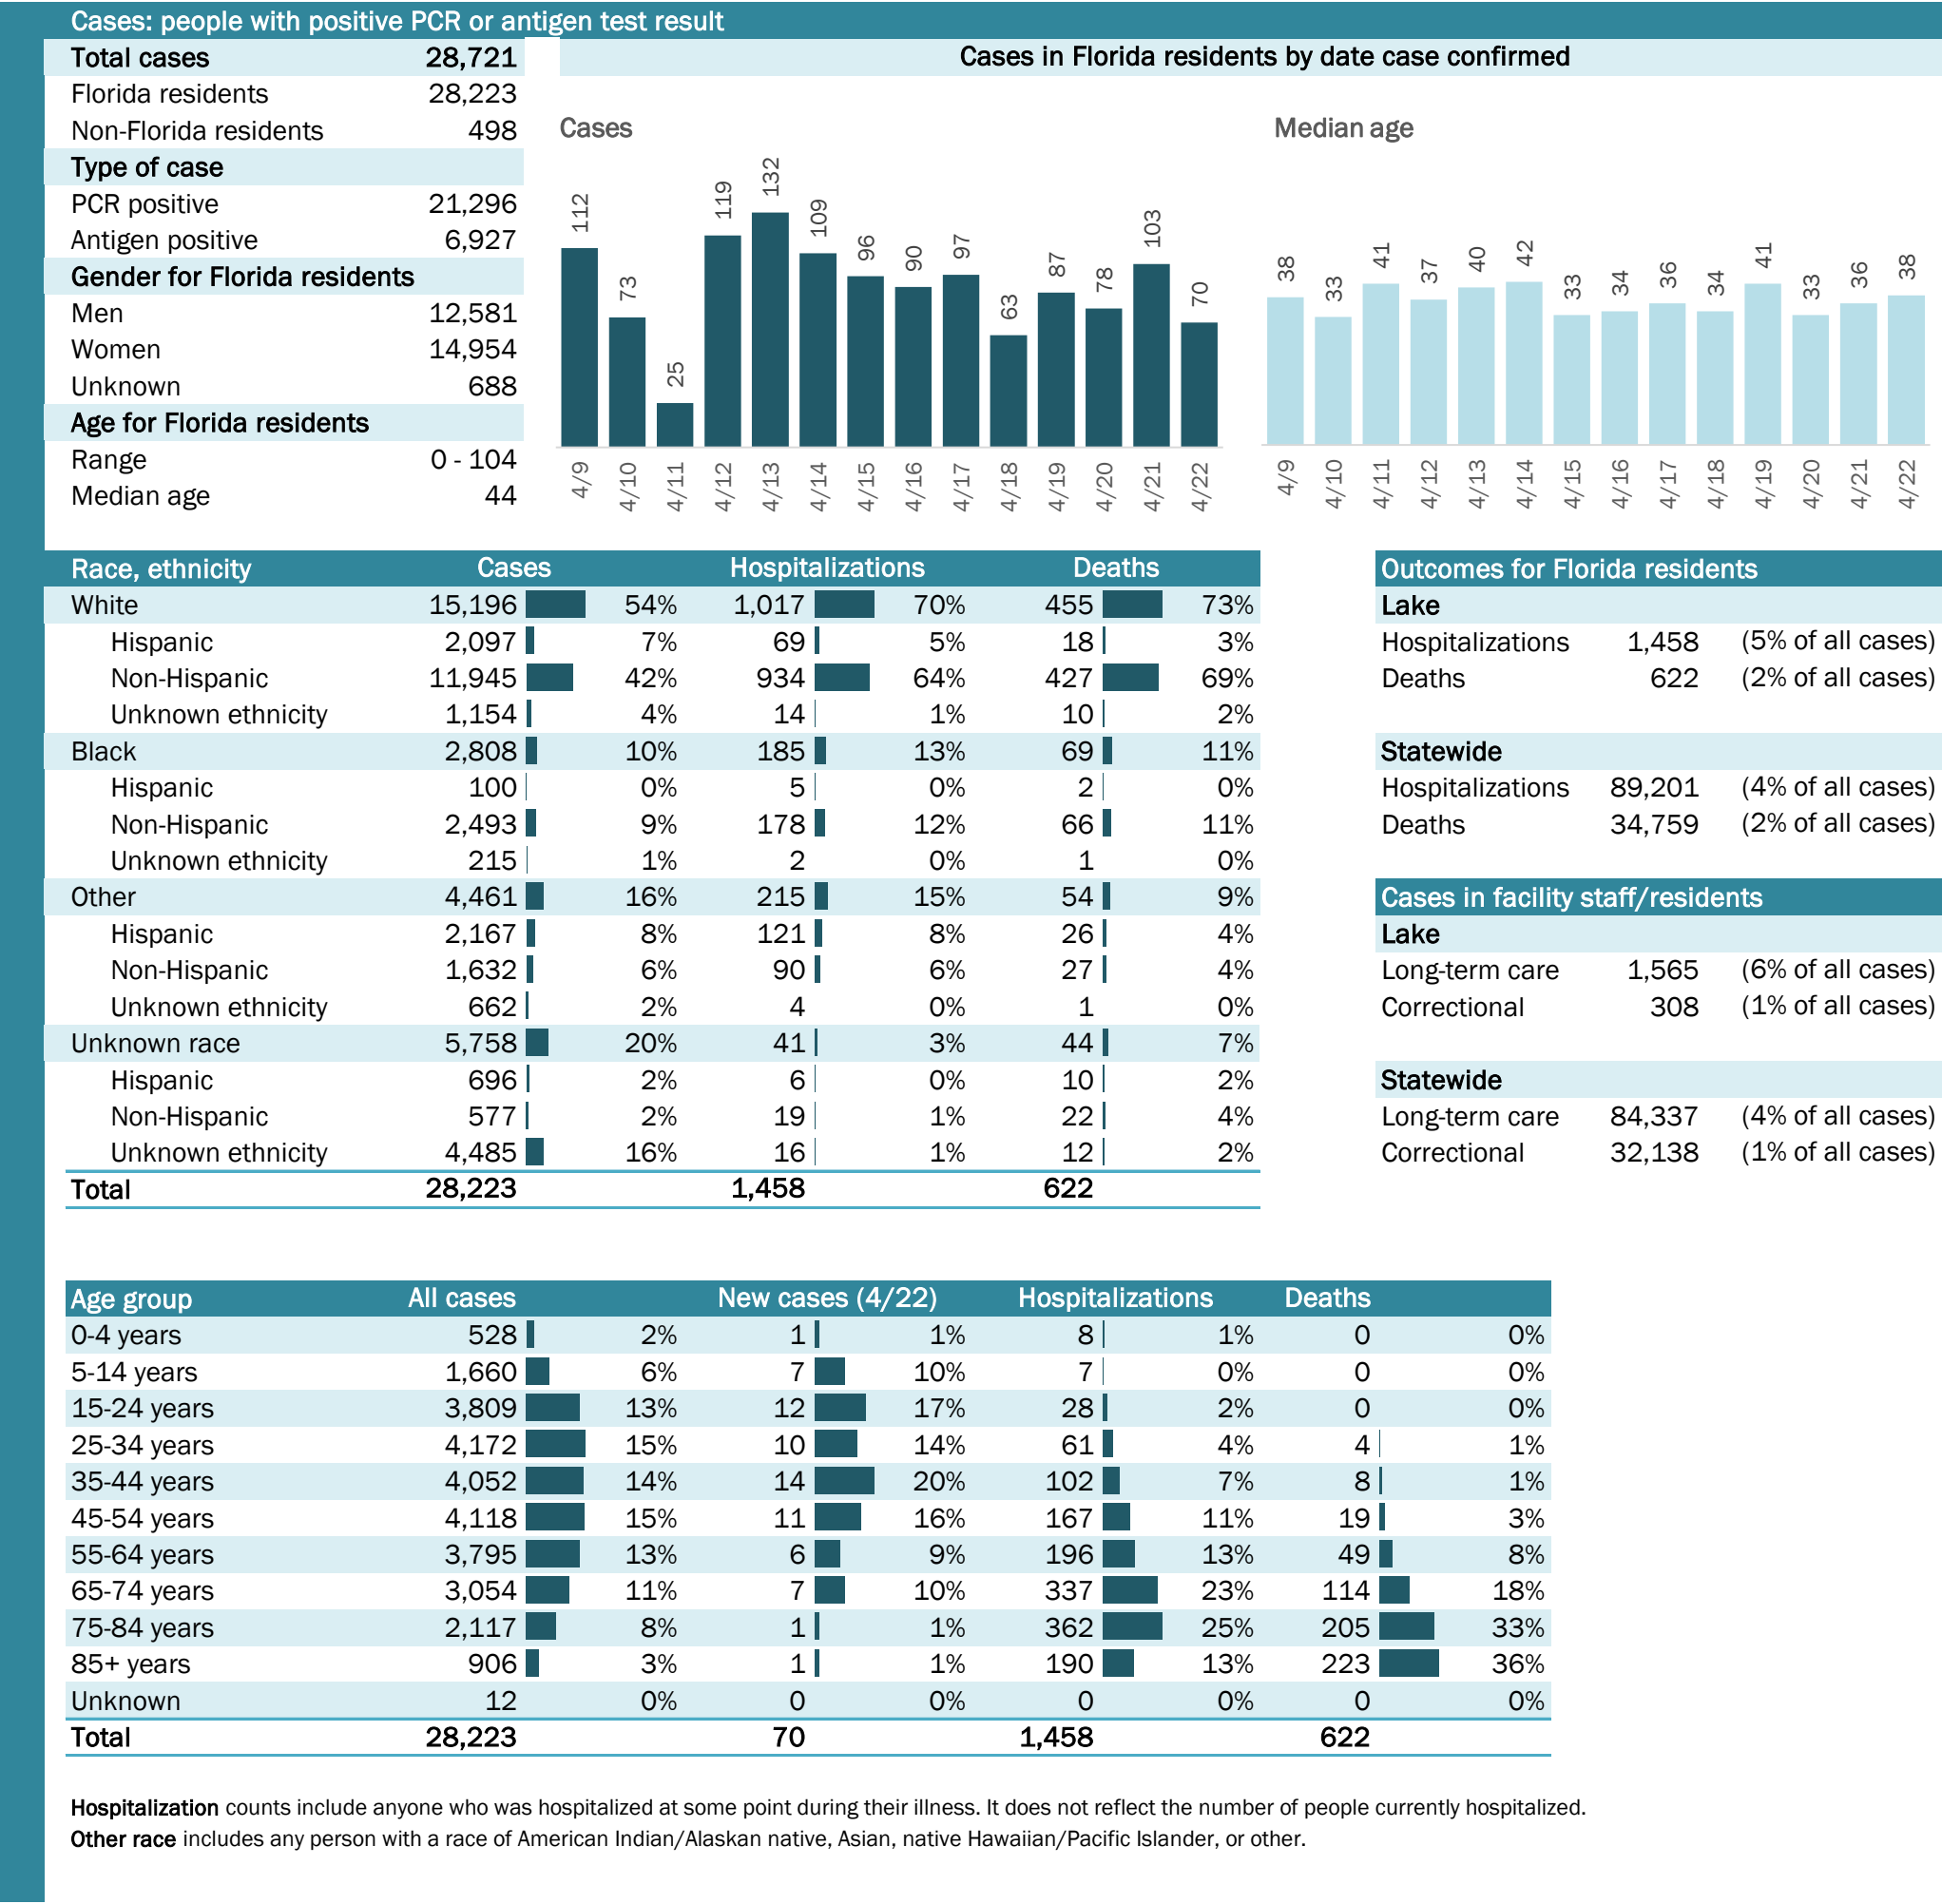 Cases: people with positive PCR or antigen test result
Total cases 28,721
Florida residents 28,223
Non-Florida residents 498
Type of case
PCR positive 21,296
Antigen positive 6,927
Gender for Florida residents
Men 12,581
Women 14,954
Unknown 688
Age for Florida residents
Range 0 - 104
Median age 44
Cases in Florida residents by date case confirmed
Cases
112 73 25 119 132 109 96 90 97 63 87 78 103 70
4/9 4/10 4/11 4/12 4/13 4/14 4/15 4/16 4/17 4/18 4/19 4/20 4/21 4/22
Median age
38 33 41 37 40 42 33 34 36 34 41 33 36 38
4/9 4/10 4/11 4/12 4/13 4/14 4/15 4/16 4/17 4/18 4/19 4/20 4/21 4/22
Race, ethnicity Cases Hospitalizations Deaths
White 15,196 54% 1,017 70% 455 73%
Hispanic 2,097 7% 69 5% 18 3%
Non-Hispanic 11,945 42% 934 64% 427 69%
Unknown ethnicity 1,154 4% 14 1% 10 2%
Black 2,808 10% 185 13% 69 11%
Hispanic 100 0% 5 0% 2 0%
Non-Hispanic 2,493 9% 178 12% 66 11%
Unknown ethnicity 215 1% 2 0% 1 0%
Other 4,461 16% 215 15% 54 9%
Hispanic 2,167 8% 121 8% 26 4%
Non-Hispanic 1,632 6% 90 6% 27 4%
Unknown ethnicity 662 2% 4 0% 1 0%
Unknown race 5,758 20% 41 3% 44 7%
Hispanic 696 2% 6 0% 10 2%
Non-Hispanic 577 2% 19 1% 22 4%
Unknown ethnicity 4,485 16% 16 1% 12 2%
Total 28,223 1,458 622
Outcomes for Florida residents
Lake
Hospitalizations 1,458 (5% of all cases)
Deaths 622 (2% of all cases)
Statewide
Hospitalizations 89,201 (4% of all cases)
Deaths 34,759 (2% of all cases)
Cases in facility staff/residents
Lake
Long-term care 1,565 (6% of all cases)
Correctional 308 (1% of all cases)
Statewide
Long-term care 84,337 (4% of all cases)
Correctional 32,138 (1% of all cases)
Age group All cases New cases (4/22) Hospitalizations Deaths
0-4 years 528 2% 1 1% 8 1% 0 0%
5-14 years 1,660 6% 7 10% 7 0% 0 0%
15-24 years 3,809 13% 12 17% 28 2% 0 0%
25-34 years 4,172 15% 10 14% 61 4% 4 1%
35-44 years 4,052 14% 14 20% 102 7% 8 1%
45-54 years 4,118 15% 11 16% 167 11% 19 3%
55-64 years 3,795 13% 6 9% 196 13% 49 8%
65-74 years 3,054 11% 7 10% 337 23% 114 18%
75-84 years 2,117 8% 1 1% 362 25% 205 33%
85+ years 906 3% 1 1% 190 13% 223 36%
Unknown 12 0% 0 0% 0 0% 0 0%
Total 28,223 70 1,458 622
Hospitalization counts include anyone who was hospitalized at some point during their illness. It does not reflect the number of people currently hospitalized.
Other race includes any person with a race of American Indian/Alaskan native, Asian, native Hawaiian/Pacific Islander, or other.